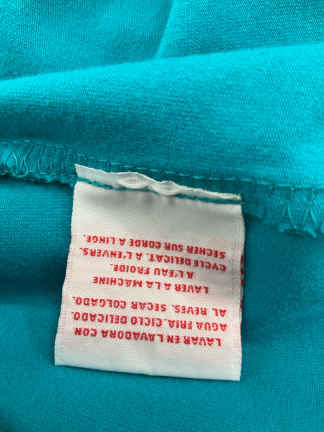 LAVAR EN LAVADORA CON
AGUA FRIA. CICLO DELICADO.
AL REVES. SECAR COLGADO.
LAVER A LA MACHINE
A L'EAU FROIDE.
CYCLE DELICAT. A L'ENVERS.
SECHER SUR CORDE A LINGE.